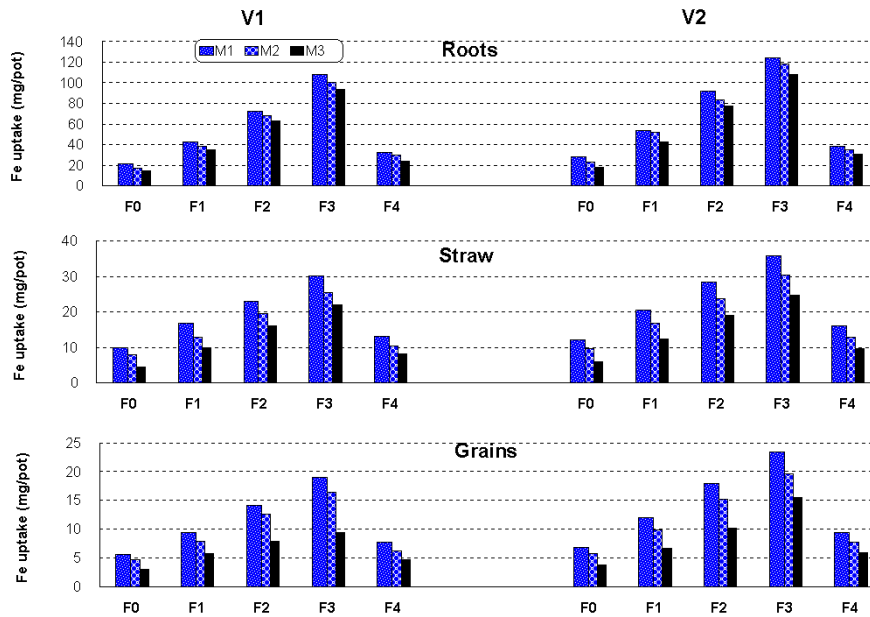 V1 V2
M1 M2 M3
Roots
Fe uptake (mg/pot)
140
120
100
80
60
40
20
0
F0 F1 F2 F3 F4 F0 F1 F2 F3 F4
Straw
Fe uptake (mg/pot)
40
30
20
10
0
F0 F1 F2 F3 F4 F0 F1 F2 F3 F4
Grains
Fe uptake (mg/pot)
25
20
15
10
5
0
F0 F1 F2 F3 F4 F0 F1 F2 F3 F4